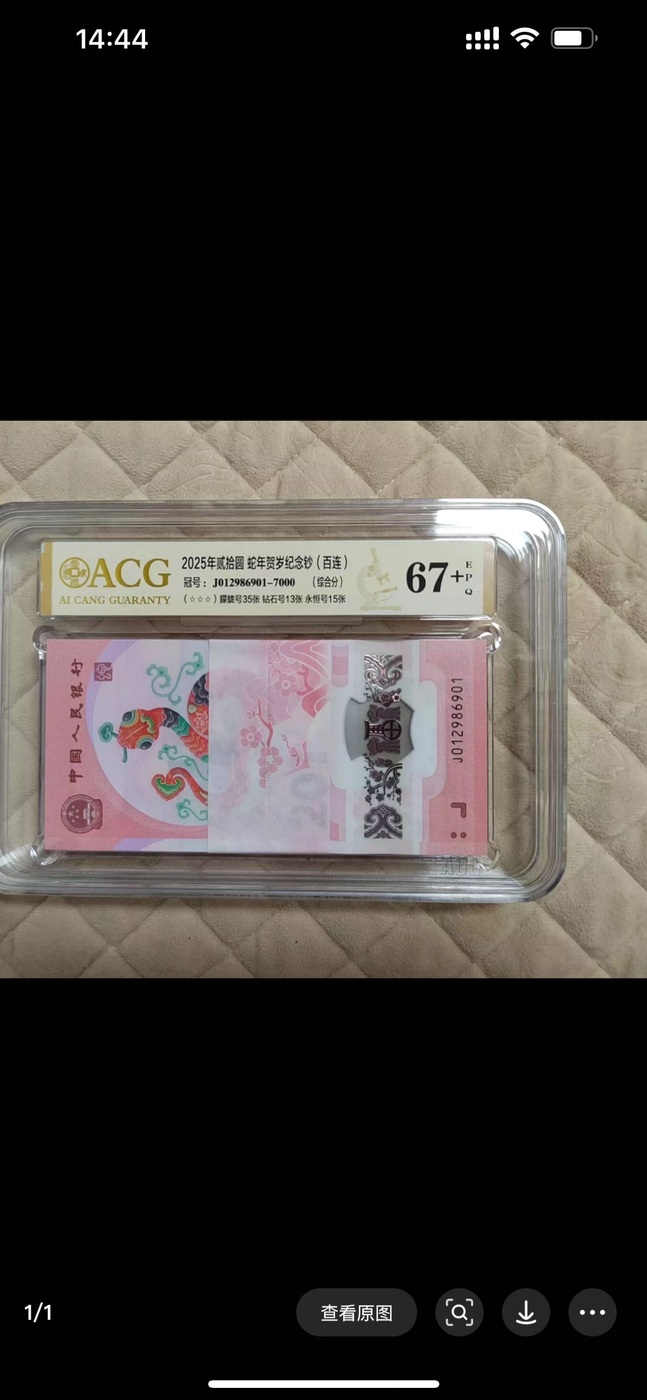 14:44
ACG
AI CANG GUARANTY
2025年贰拾圆 蛇年贺岁纪念钞（百连）
冠号：J012986901-7000 （综合分）
（☆☆☆）朦胧号35张 钻石号13张 永恒号15张
67+
EPQ
中国人民银行
J012986901
1/1
查看原图